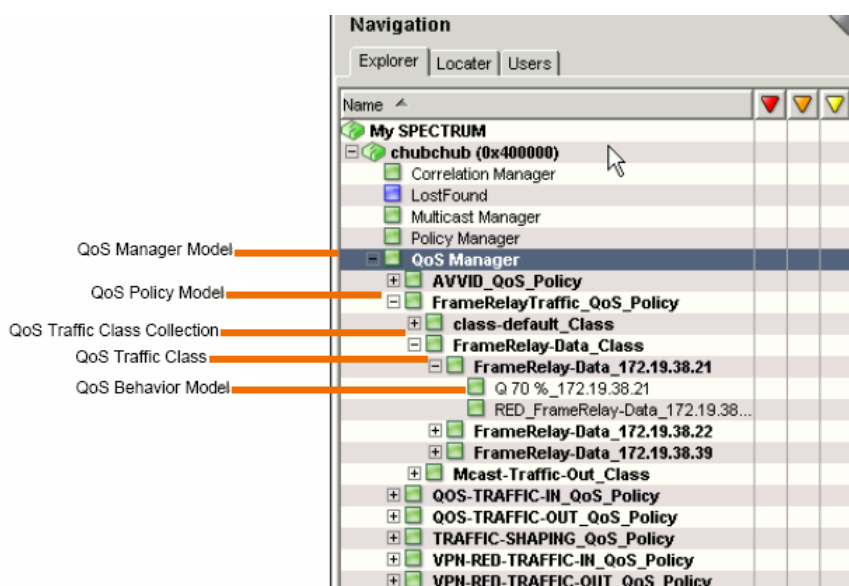 Navigation
Explorer Locater Users
Name
My SPECTRUM
chubchub (0x400000)
Correlation Manager
LostFound
Multicast Manager
Policy Manager
QoS Manager Model
QoS Manager
AVVID_QoS_Policy
QoS Policy Model
FrameRelayTraffic_QoS_Policy
QoS Traffic Class Collection
class-default_Class
FrameRelay-Data_Class
QoS Traffic Class
FrameRelay-Data_172.19.38.21
QoS Behavior Model
Q 70 %_172.19.38.21
RED_FrameRelay-Data_172.19.38...
FrameRelay-Data_172.19.38.22
FrameRelay-Data_172.19.38.39
Mcast-Traffic-Out_Class
QOS-TRAFFIC-IN_QoS_Policy
QOS-TRAFFIC-OUT_QoS_Policy
TRAFFIC-SHAPING_QoS_Policy
VPN-RED-TRAFFIC-IN_QoS_Policy
VPN-RED-TRAFFIC-OUT_QoS_Policy